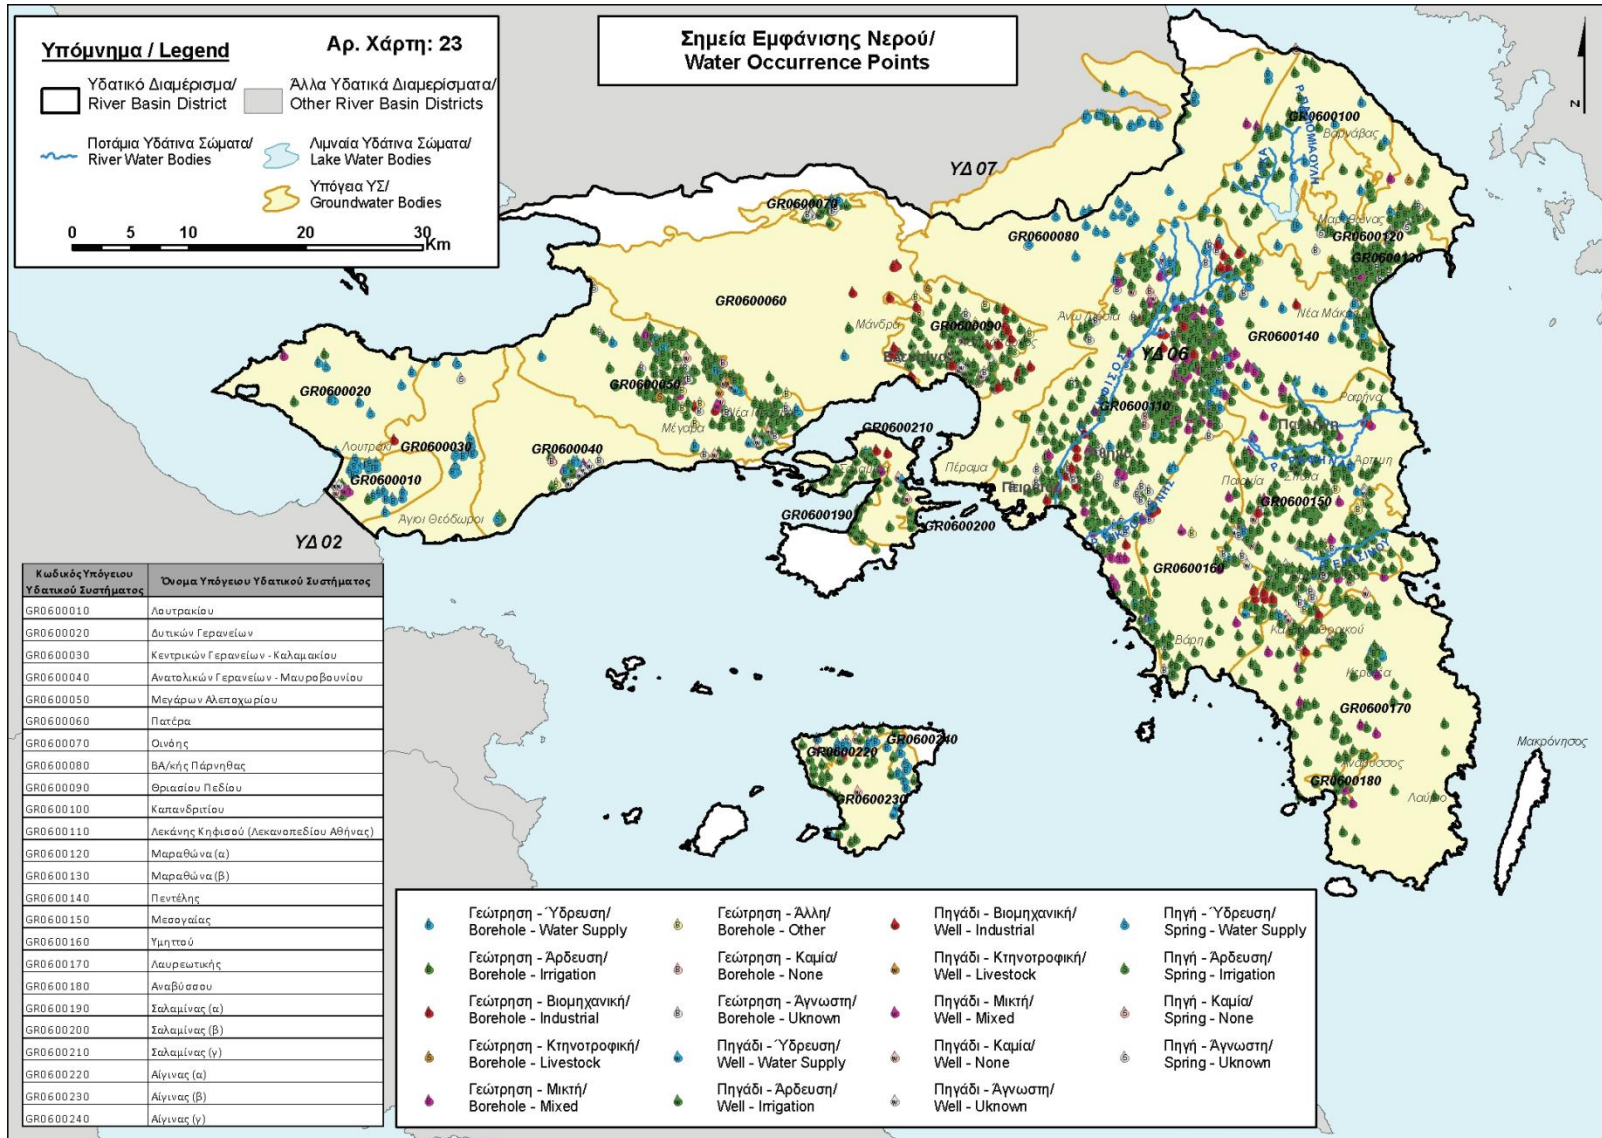 Υπόμνημα / Legend
Αρ. Χάρτη: 23
Υδατικό Διαμέρισμα/
River Basin District
Άλλα Υδατικά Διαμερίσματα/
Other River Basin Districts
Ποτάμια Υδάτινα Σώματα/
River Water Bodies
Λιμναία Υδάτινα Σώματα/
Lake Water Bodies
Υπόγεια ΥΣ/
Groundwater Bodies
0 5 10 20 30
Km
Σημεία Εμφάνισης Νερού/
Water Occurrence Points
N
ΥΔ 07
GR0600100
Βαρνάβας
GR0600070
GR0600080
Μαραθώνας
GR0600120
GR0600130
GR0600060
Μάνδρα
GR0600090
Άνω Λιόσια
Νέα Μάκρη
GR0600140
ΥΔ 06
GR0600020
GR0600050
Μέγαρα
GR0600110
Ραφήνα
Λουτράκι
GR0600030
GR0600040
GR0600210
Πέραμα
Αρτέμη
GR0600010
Παιανία
Σπάτα
GR0600150
Άγιοι Θεόδωροι
GR0600190
GR0600200
ΥΔ 02
GR0600160
Βάρη
Κερατέα
GR0600170
Μακρόνησος
GR0600220
GR0600240
Ανάβυσσος
GR0600180
GR0600230
Λαύριο
Κωδικός Υπόγειου Υδατικού Συστήματος
Όνομα Υπόγειου Υδατικού Συστήματος
GR0600010 Λουτρακίου
GR0600020 Δυτικών Γερανείων
GR0600030 Κεντρικών Γερανείων - Καλαμακίου
GR0600040 Ανατολικών Γερανείων - Μαυροβουνίου
GR0600050 Μεγάρων Αλεποχωρίου
GR0600060 Πατέρα
GR0600070 Οινόης
GR0600080 ΒΑ/κής Πάρνηθας
GR0600090 Θριασίου Πεδίου
GR0600100 Καπανδριτίου
GR0600110 Λεκάνης Κηφισού (Λεκανοπεδίου Αθήνας)
GR0600120 Μαραθώνα (α)
GR0600130 Μαραθώνα (β)
GR0600140 Πεντέλης
GR0600150 Μεσογαίας
GR0600160 Υμηττού
GR0600170 Λαυρεωτικής
GR0600180 Αναβύσσου
GR0600190 Σαλαμίνας (α)
GR0600200 Σαλαμίνας (β)
GR0600210 Σαλαμίνας (γ)
GR0600220 Αίγινας (α)
GR0600230 Αίγινας (β)
GR0600240 Αίγινας (γ)
Γεώτρηση - Ύδρευση/
Borehole - Water Supply
Γεώτρηση - Άρδευση/
Borehole - Irrigation
Γεώτρηση - Βιομηχανική/
Borehole - Industrial
Γεώτρηση - Κτηνοτροφική/
Borehole - Livestock
Γεώτρηση - Μικτή/
Borehole - Mixed
Γεώτρηση - Άλλη/
Borehole - Other
Γεώτρηση - Καμία/
Borehole - None
Γεώτρηση - Άγνωστη/
Borehole - Uknown
Πηγάδι - Ύδρευση/
Well - Water Supply
Πηγάδι - Άρδευση/
Well - Irrigation
Πηγάδι - Βιομηχανική/
Well - Industrial
Πηγάδι - Κτηνοτροφική/
Well - Livestock
Πηγάδι - Μικτή/
Well - Mixed
Πηγάδι - Καμία/
Well - None
Πηγάδι - Άγνωστη/
Well - Uknown
Πηγή - Ύδρευση/
Spring - Water Supply
Πηγή - Άρδευση/
Spring - Irrigation
Πηγή - Καμία/
Spring - None
Πηγή - Άγνωστη/
Spring - Uknown